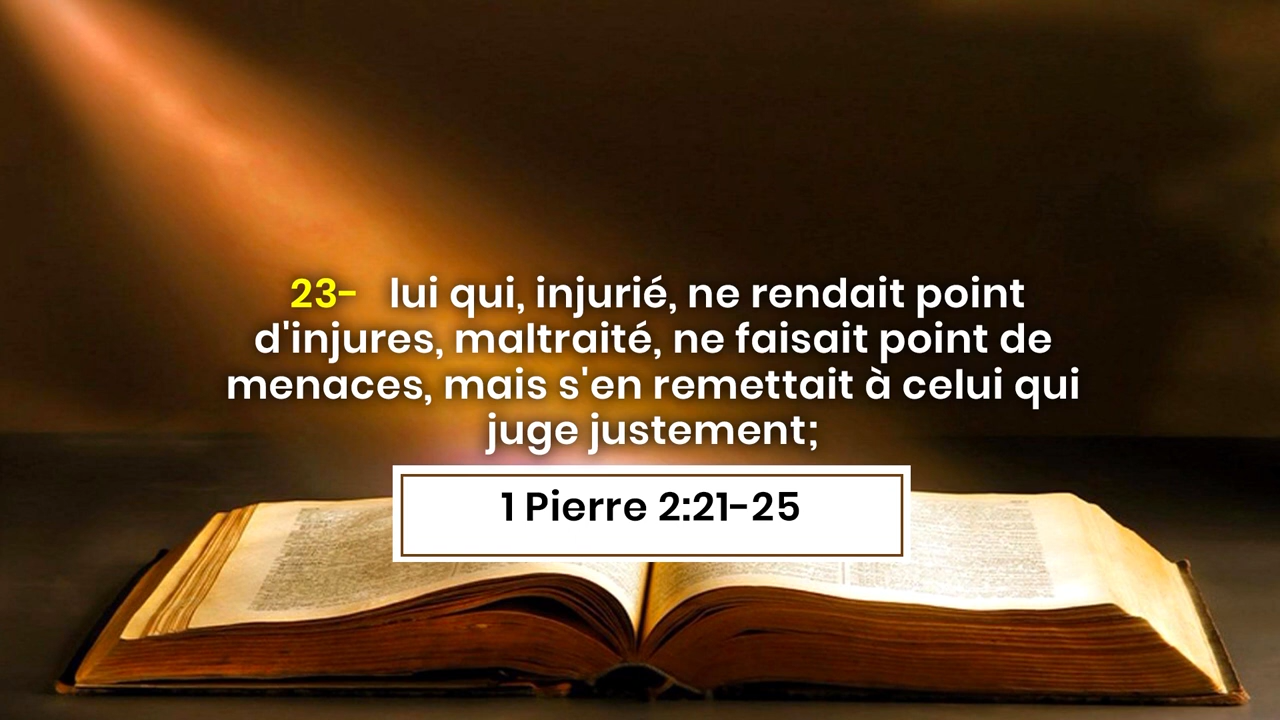 23- lui qui, injurié, ne rendait point
d'injures, maltraité, ne faisait point de
menaces, mais s'en remettait à celui qui
juge justement;
1 Pierre 2:21-25